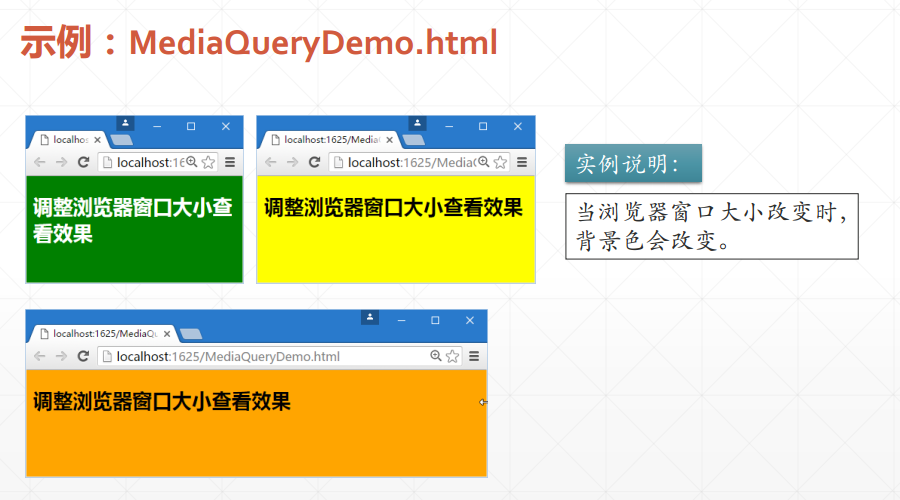 示例：MediaQueryDemo.html
localhos
localhost:16
调整浏览器窗口大小查
看效果
localhost:1625/Media
localhost:1625/MediaQ
调整浏览器窗口大小查看效果
实例说明：
当浏览器窗口大小改变时，
背景色会改变。
localhost:1625/MediaQu
localhost:1625/MediaQueryDemo.html
调整浏览器窗口大小查看效果